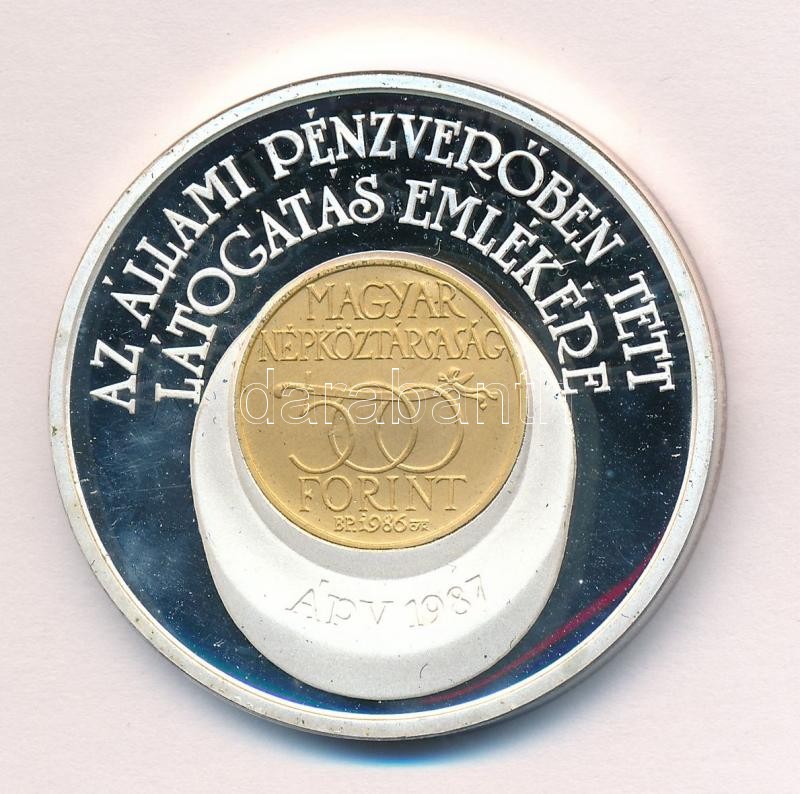 AZ ÁLLAMI PÉNZVERŐBEN TETT
LÁTOGATÁS EMLÉKÉRE
MAGYAR
NÉPKÖZTÁRSASÁG
darabanth
500
FORINT
BP. 1986
ÁPV 1987